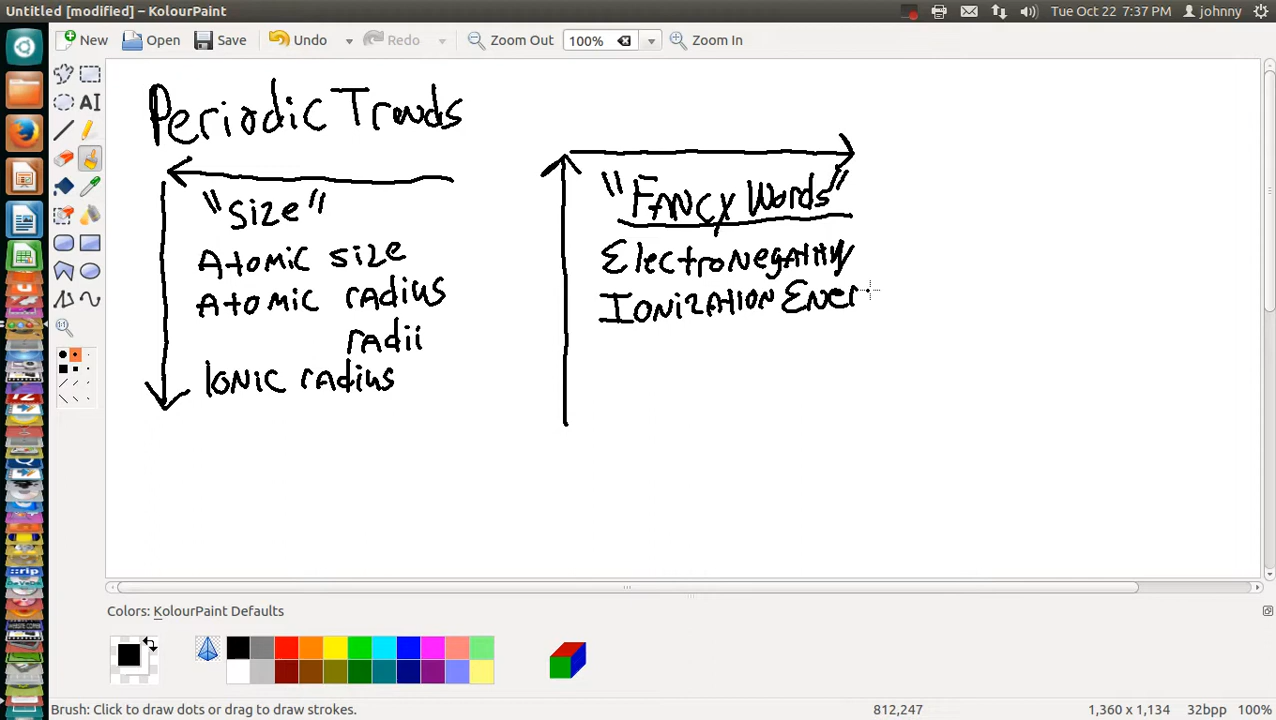 Untitled [modified] – KolourPaint
Tue Oct 22 7:37 PM johnny
New Open Save Undo Redo Zoom Out 100% Zoom In
Periodic Trends
"Size"
Atomic size
Atomic radius
radii
Ionic radius
"Fancy Words"
Electronegativity
Ionization Ener
Colors: KolourPaint Defaults
Brush: Click to draw dots or drag to draw strokes.
812,247 1,360 x 1,134 32bpp 100%